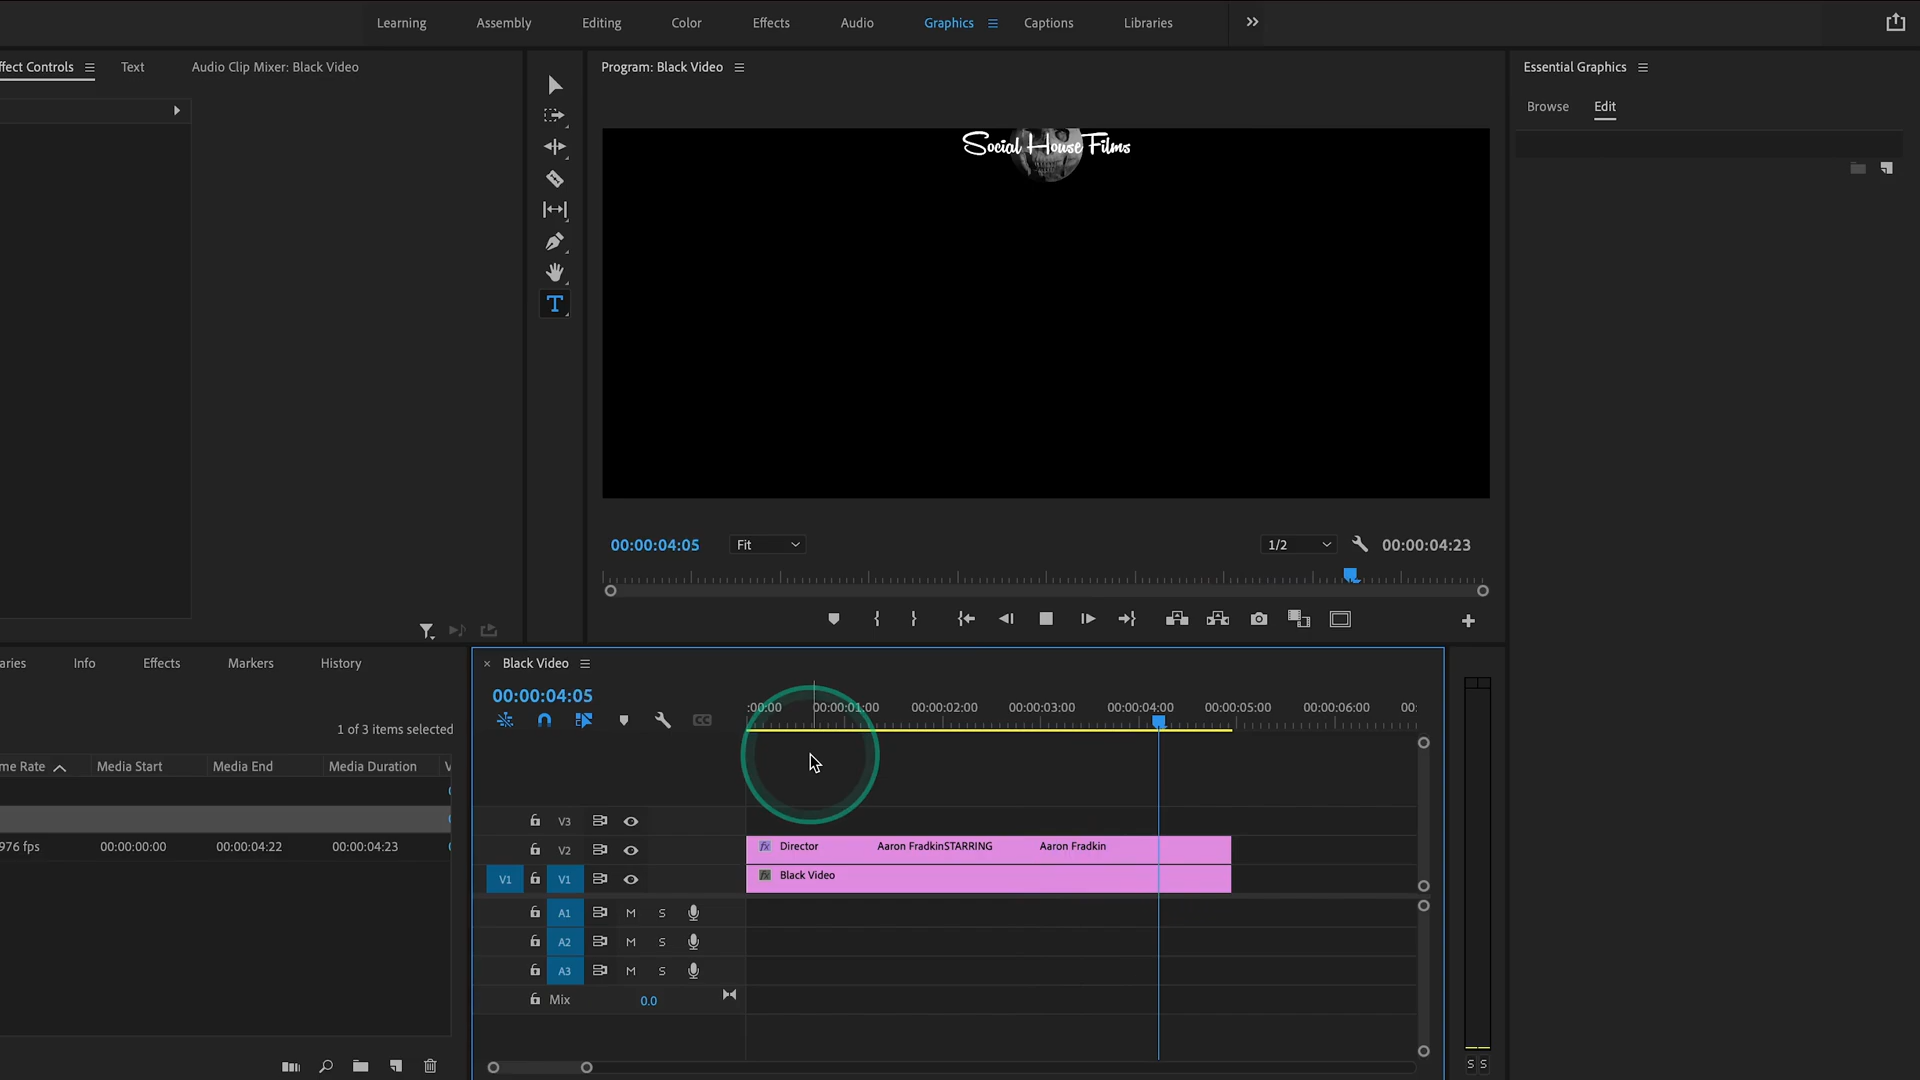 Learning
Assembly
Editing
Color
Effects
Audio
Graphics
Captions
Libraries
ffect Controls
Text
Audio Clip Mixer: Black Video
Program: Black Video
Essential Graphics
Browse
Edit
Social House Films
T
00:00:04:05
Fit
1/2
00:00:04:23
aries
Info
Effects
Markers
History
Black Video
00:00:04:05
:00:00
00:00:01:00
00:00:02:00
00:00:03:00
00:00:04:00
00:00:05:00
00:00:06:00
00:
1 of 3 items selected
me Rate
Media Start
Media End
Media Duration
V
976 fps
00:00:00:00
00:00:04:22
00:00:04:23
V3
V2
fx Director
Aaron FradkinSTARRING
Aaron Fradkin
V1
V1
fx Black Video
A1
M
S
A2
M
S
A3
M
S
Mix
0.0
S S